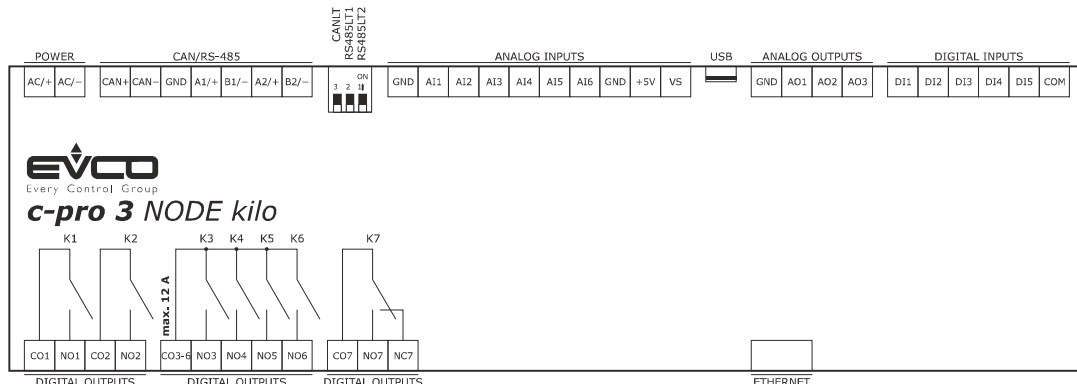 CANLT
RS485LT1
RS485LT2
POWER CAN/RS-485 ANALOG INPUTS USB ANALOG OUTPUTS DIGITAL INPUTS
AC/+ AC/− CAN+ CAN− GND A1/+ B1/− A2/+ B2/− ON GND AI1 AI2 AI3 AI4 AI5 AI6 GND +5V VS GND AO1 AO2 AO3 DI1 DI2 DI3 DI4 DI5 COM
3 2 1
EVCO
Every Control Group
c-pro 3 NODE kilo
K1 K2 K3 K4 K5 K6 K7
max. 12 A
CO1 NO1 CO2 NO2 CO3-6 NO3 NO4 NO5 NO6 CO7 NO7 NC7
DIGITAL OUTPUTS DIGITAL OUTPUTS DIGITAL OUTPUTS ETHERNET